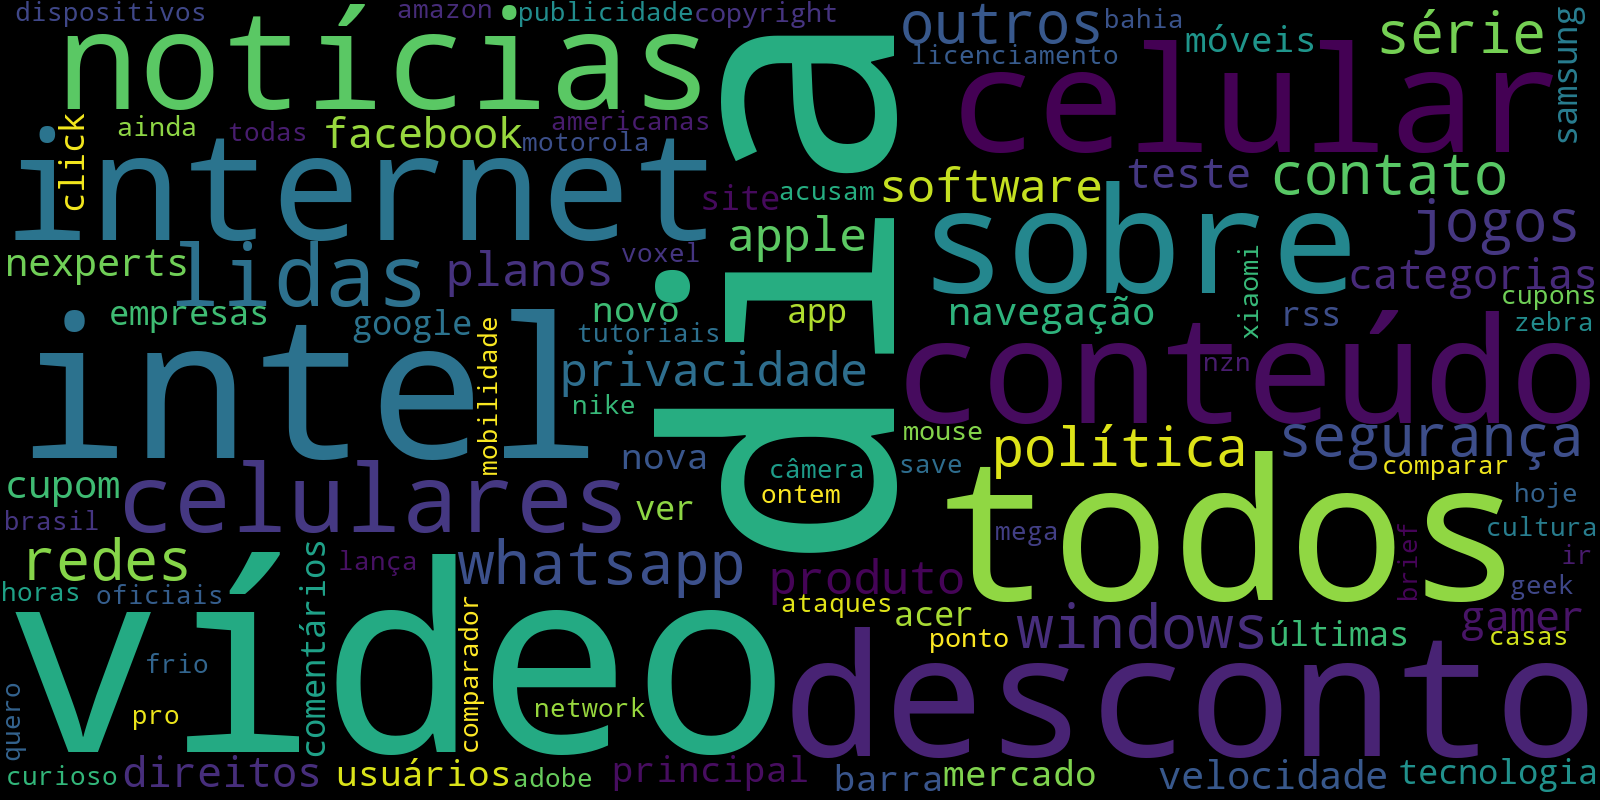 dispositivos
amazon
publicidade
copyright
notícias
outros
bahia
licenciamento
móveis
série
samsung
celular
click
ainda
todas
facebook
americanas
motorola
internet
dia
site
acusam
software
teste
contato
sobre
jogos
nexperts
lidas
planos
voxel
apple
xiaomi
categorias
empresas
google
mobilidade
novo
tutoriais
app
navegação
rss
cupons
zebra
intel
privacidade
nike
conteúdo
nzn
nova
câmera
ontem
mouse
save
política
segurança
comparar
cupom
celulares
brasil
ver
todos
mega
hoje
cultura
brief
ir
geek
redes
comentários
lança
whatsapp
produto
horas
oficiais
comparador
ataques
acer
ponto
windows
últimas
gamer
casas
vídeo
frio
pro
quero
network
desconto
curioso
direitos
usuários
adobe
principal
barra
mercado
velocidade
tecnologia